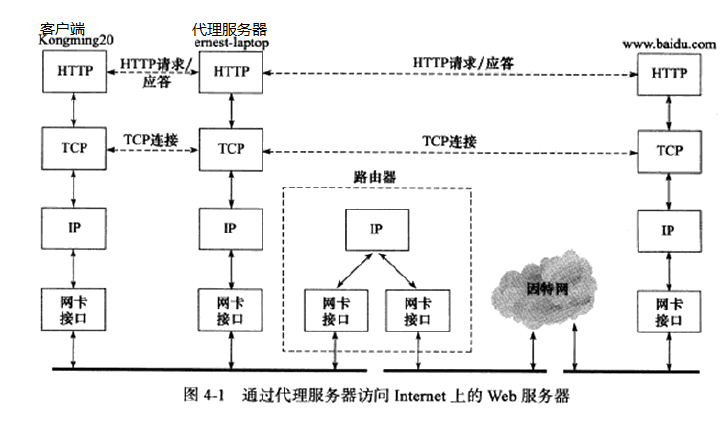 客户端
Kongming20
代理服务器
ernest-laptop
www.baidu.com
HTTP
HTTP请求/
应答
HTTP
HTTP请求/应答
HTTP
TCP
TCP连接
TCP
TCP连接
TCP
路由器
IP
IP
IP
IP
网卡
接口
网卡
接口
网卡
接口
网卡
接口
因特网
网卡
接口
图 4-1 通过代理服务器访问 Internet 上的 Web 服务器